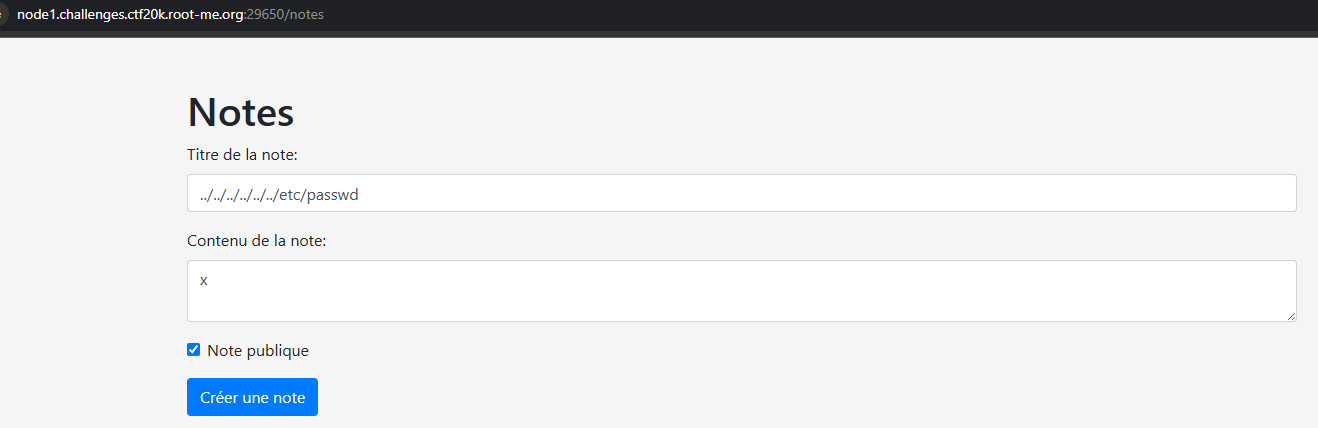 node1.challenges.ctf20k.root-me.org:29650/notes
Notes
Titre de la note:
../../../../../../etc/passwd
Contenu de la note:
x
Note publique
Créer une note